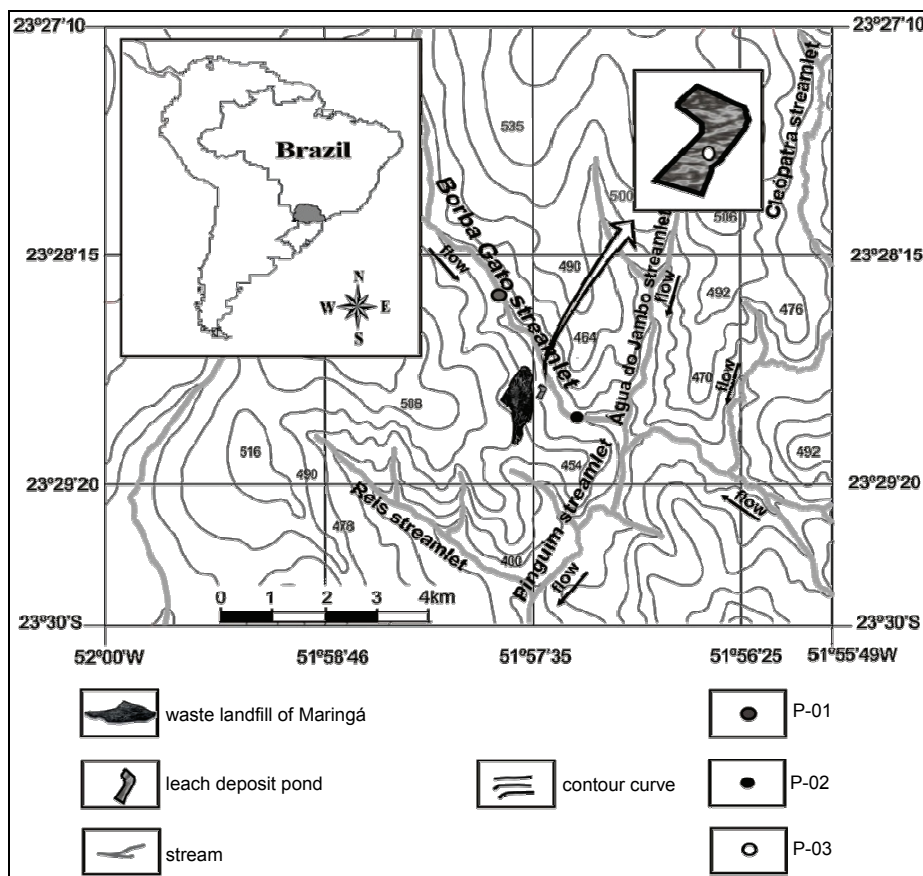 23º27'10
23º27'10
Brazil
N
W E
S
535
500
506
Cleópatra streamlet
23º28'15
23º28'15
Borba Gato streamlet
flow
490
464
Água do Jambo streamlet
flow
492
476
470
flow
508
516
490
454
492
23º29'20
23º29'20
478
Reis streamlet
400
Pinguim streamlet
flow
flow
0 1 2 3 4km
23º30'S
23º30'S
52º00W
51º58'46
51º57'35
51º56'25
51º55'49W
waste landfill of Maringá
P-01
leach deposit pond
contour curve
P-02
stream
P-03